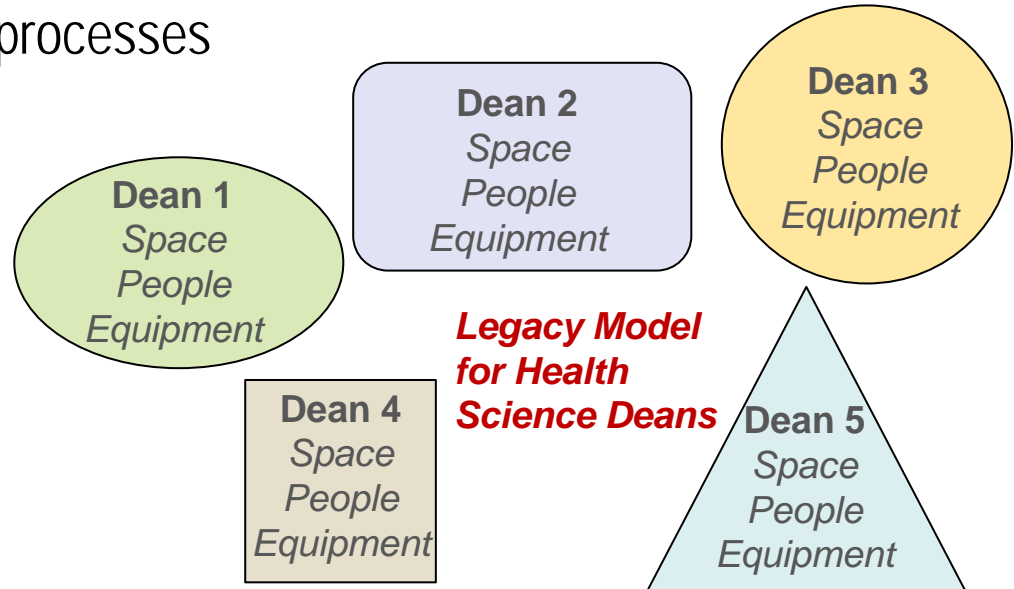 processes
Dean 1
Space
People
Equipment
Dean 2
Space
People
Equipment
Dean 3
Space
People
Equipment
Legacy Model
for Health
Science Deans
Dean 4
Space
People
Equipment
Dean 5
Space
People
Equipment